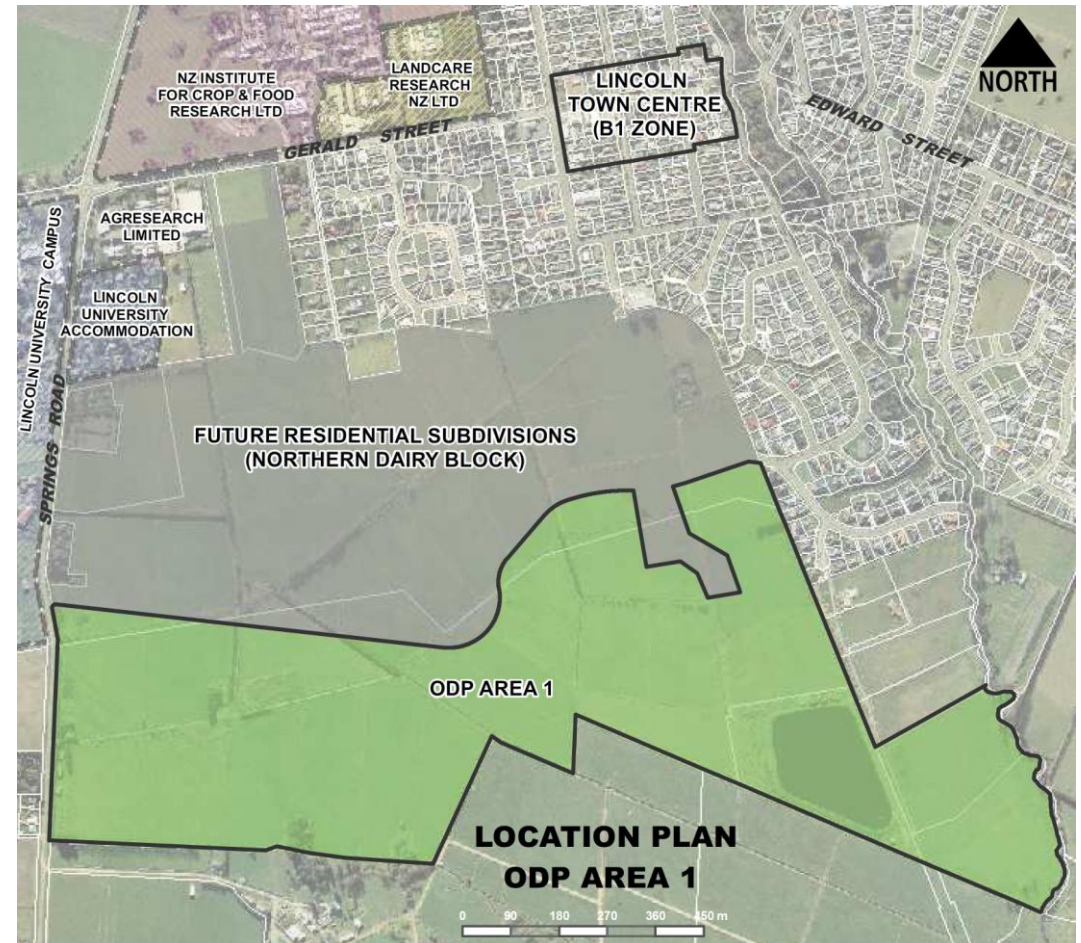 NORTH
NZ INSTITUTE
FOR CROP & FOOD
RESEARCH LTD
LANDCARE
RESEARCH
NZ LTD
LINCOLN
TOWN CENTRE
(B1 ZONE)
GERALD STREET
EDWARD STREET
AGRESEARCH
LIMITED
LINCOLN UNIVERSITY CAMPUS
LINCOLN
UNIVERSITY
ACCOMMODATION
SPRINGS ROAD
FUTURE RESIDENTIAL SUBDIVISIONS
(NORTHERN DAIRY BLOCK)
ODP AREA 1
LOCATION PLAN
ODP AREA 1
0 90 180 270 360 450 m